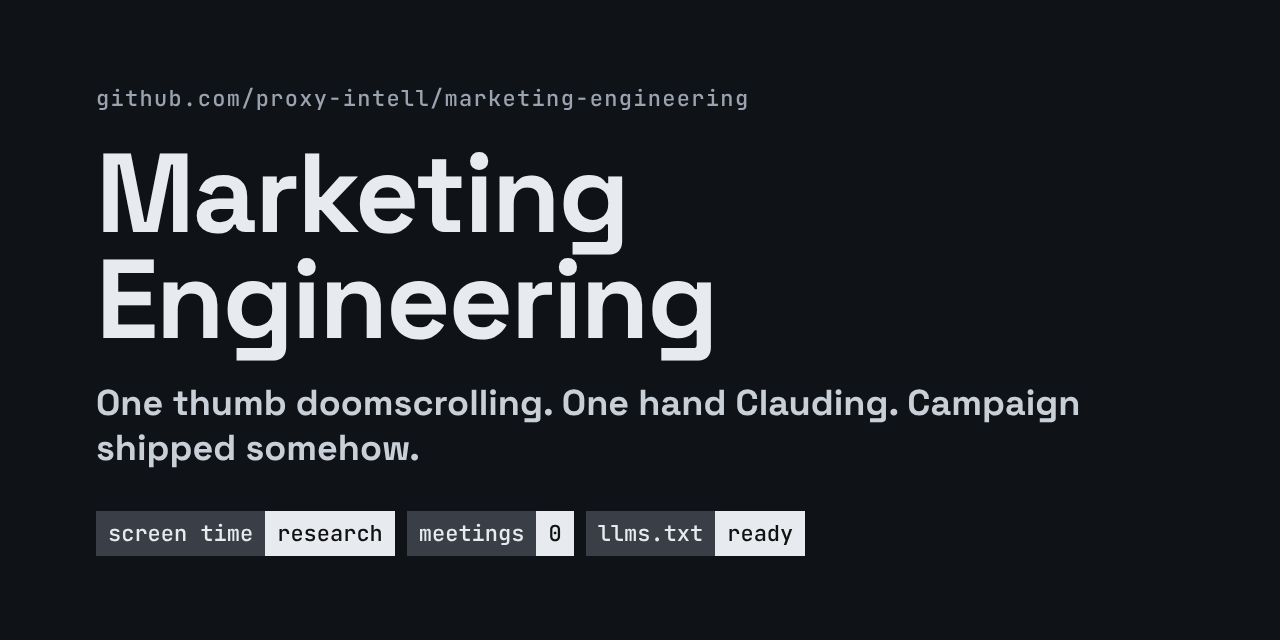 github.com/proxy-intell/marketing-engineering
Marketing
Engineering
One thumb doomscrolling. One hand Clauding. Campaign
shipped somehow.
screen time research meetings 0 llms.txt ready